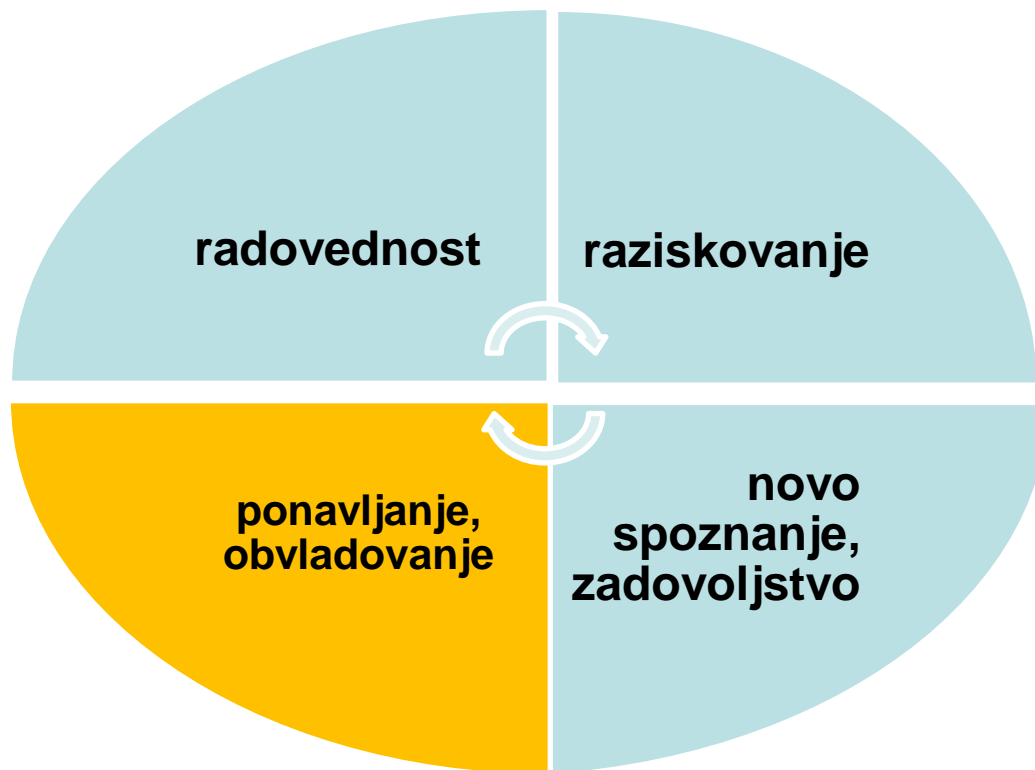 radovednost
raziskovanje
ponavljanje,
obvladovanje
novo
spoznanje,
zadovoljstvo